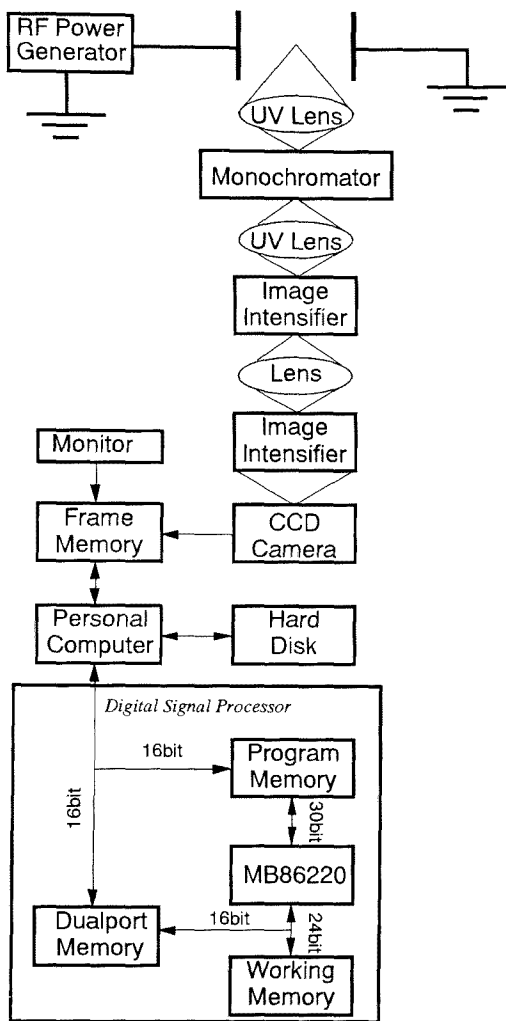 RF Power
Generator
UV Lens
Monochromator
UV Lens
Image
Intensifier
Lens
Image
Intensifier
Monitor
Frame
Memory
CCD
Camera
Personal
Computer
Hard
Disk
Digital Signal Processor
16bit
Program
Memory
16bit
30bit
MB86220
Dualport
Memory
16bit
24bit
Working
Memory